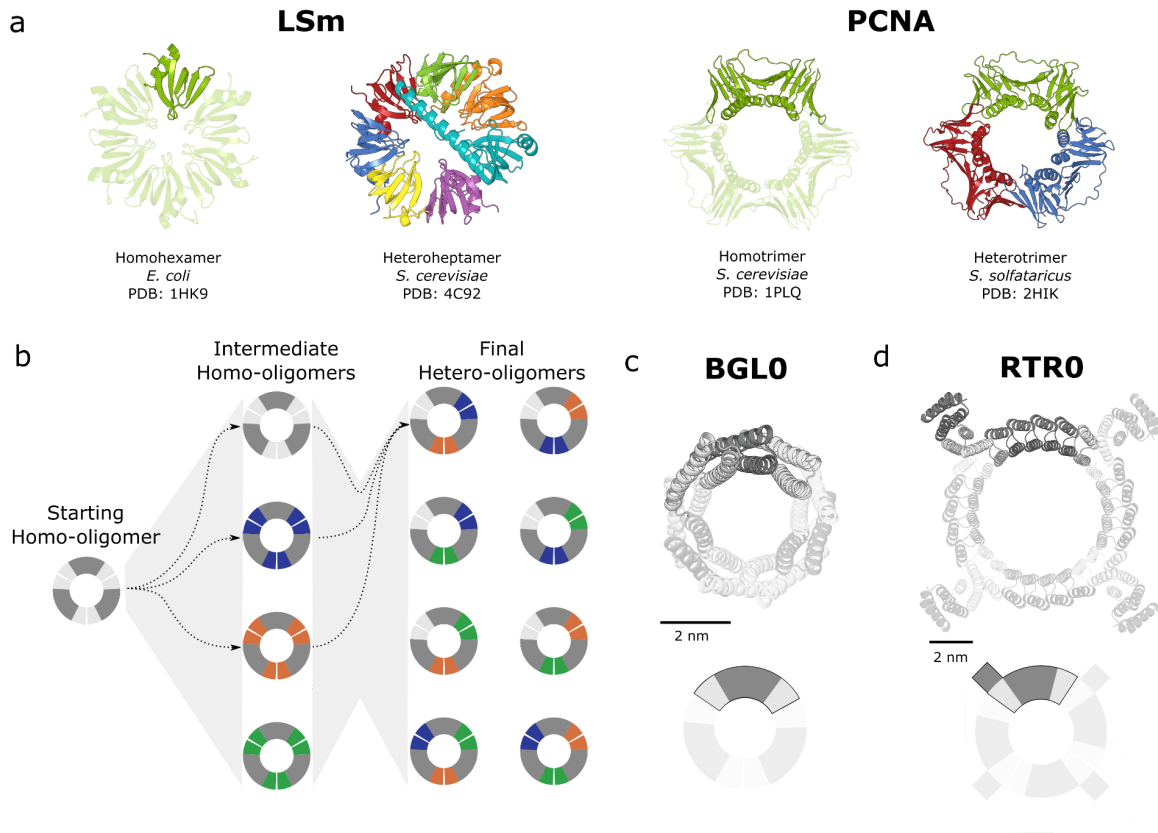 a
LSm
PCNA
Homohexamer
E. coli
PDB: 1HK9
Heteroheptamer
S. cerevisiae
PDB: 4C92
Homotrimer
S. cerevisiae
PDB: 1PLQ
Heterotrimer
S. solfataricus
PDB: 2HIK
b
Intermediate
Homo-oligomers
Final
Hetero-oligomers
Starting
Homo-oligomer
c
BGL0
2 nm
d
RTR0
2 nm